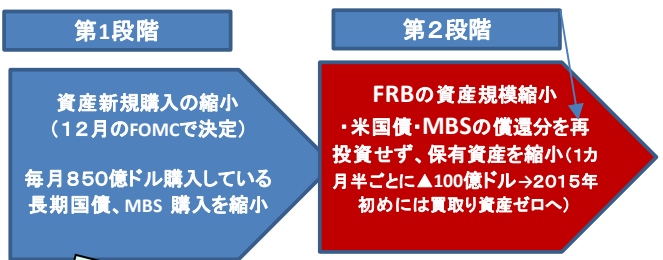 第1段階
資産新規購入の縮小
（１２月のFOMCで決定）
毎月８５０億ドル購入している
長期国債、MBS 購入を縮小
第２段階
FRBの資産規模縮小
・米国債・MBSの償還分を再
投資せず、保有資産を縮小（1カ
月半ごとに▲100億ドル→２０１５年
初めには買取り資産ゼロへ）